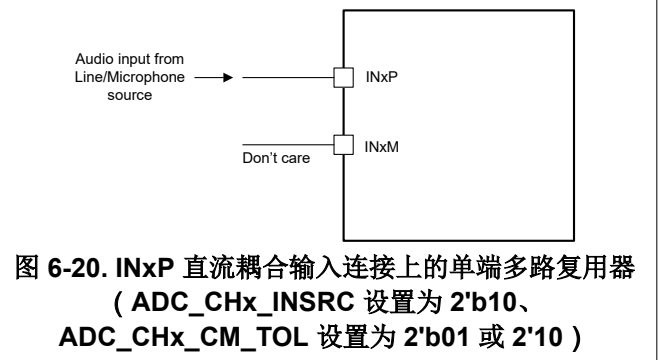 Audio input from
Line/Microphone
source
INxP
INxM
Don't care
图 6-20. INxP 直流耦合输入连接上的单端多路复用器
（ADC_CHx_INSRC 设置为 2'b10、
ADC_CHx_CM_TOL 设置为 2'b01 或 2'10）